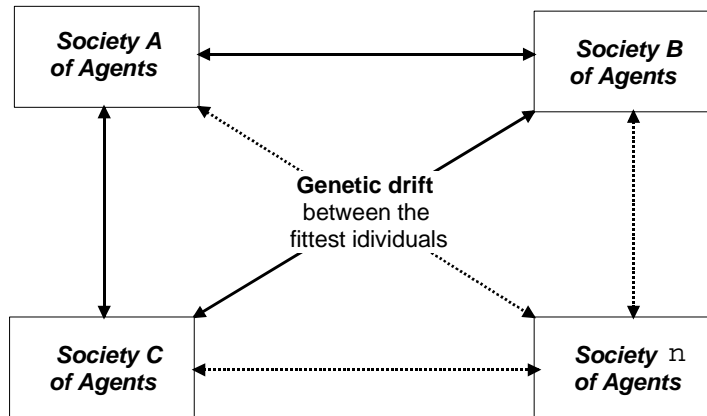 Society A
of Agents
Society B
of Agents
Genetic drift
between the
fittest idividuals
Society C
of Agents
Society n
of Agents